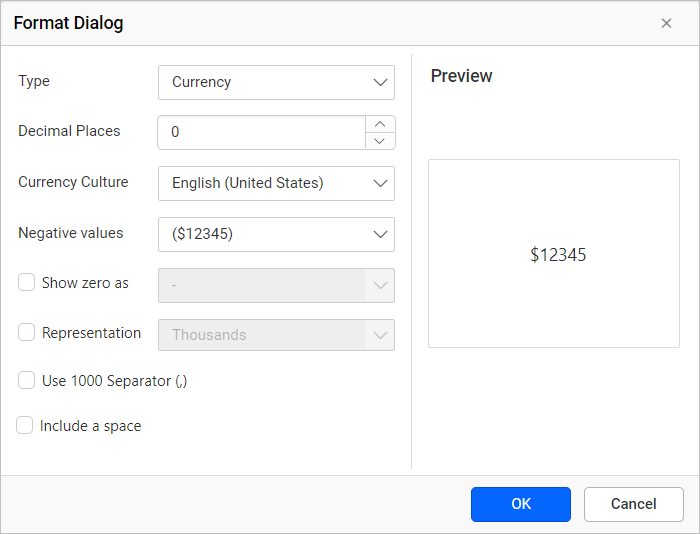 Format Dialog
Type
Currency
Preview
Decimal Places
0
Currency Culture
English (United States)
Negative values
($12345)
$12345
Show zero as
-
Representation
Thousands
Use 1000 Separator (,)
Include a space
OK
Cancel